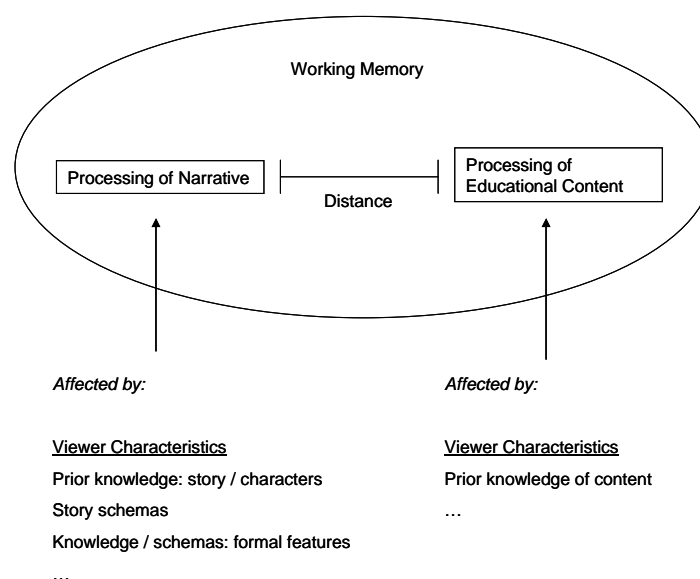 Working Memory
Processing of Narrative
Distance
Processing of
Educational Content
Affected by:
Viewer Characteristics
Prior knowledge: story / characters
Story schemas
Knowledge / schemas: formal features
…
Affected by:
Viewer Characteristics
Prior knowledge of content
…